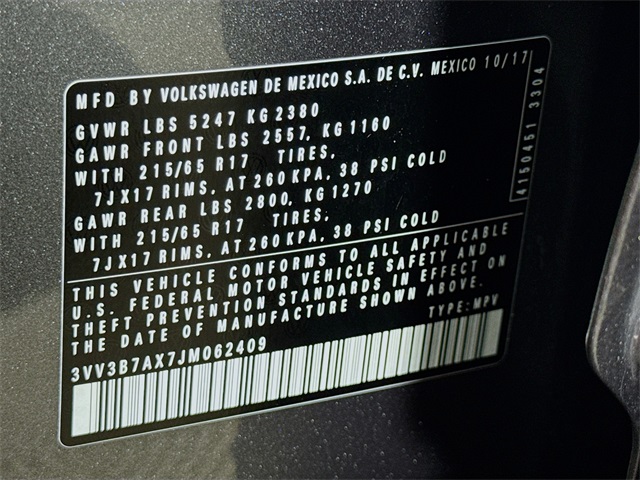 MFD BY VOLKSWAGEN DE MEXICO S.A. DE C.V. MEXICO 10/17
GVWR LBS 5247 KG 2380
GAWR FRONT LBS 2557, KG 1160
WITH 215/65 R17 TIRES,
7JX17 RIMS, AT 260 KPA, 38 PSI COLD
GAWR REAR LBS 2800, KG 1270
WITH 215/65 R17 TIRES,
7JX17 RIMS, AT 260 KPA, 38 PSI COLD
THIS VEHICLE CONFORMS TO ALL APPLICABLE
U.S. FEDERAL MOTOR VEHICLE SAFETY AND
THEFT PREVENTION STANDARDS IN EFFECT ON
THE DATE OF MANUFACTURE SHOWN ABOVE.
TYPE: MPV
3VV3B7AX7JM062409
4150451 3304